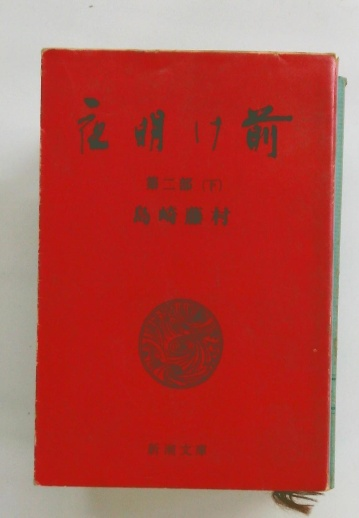 夜明け前
第二部（下）
島崎藤村
新潮文庫